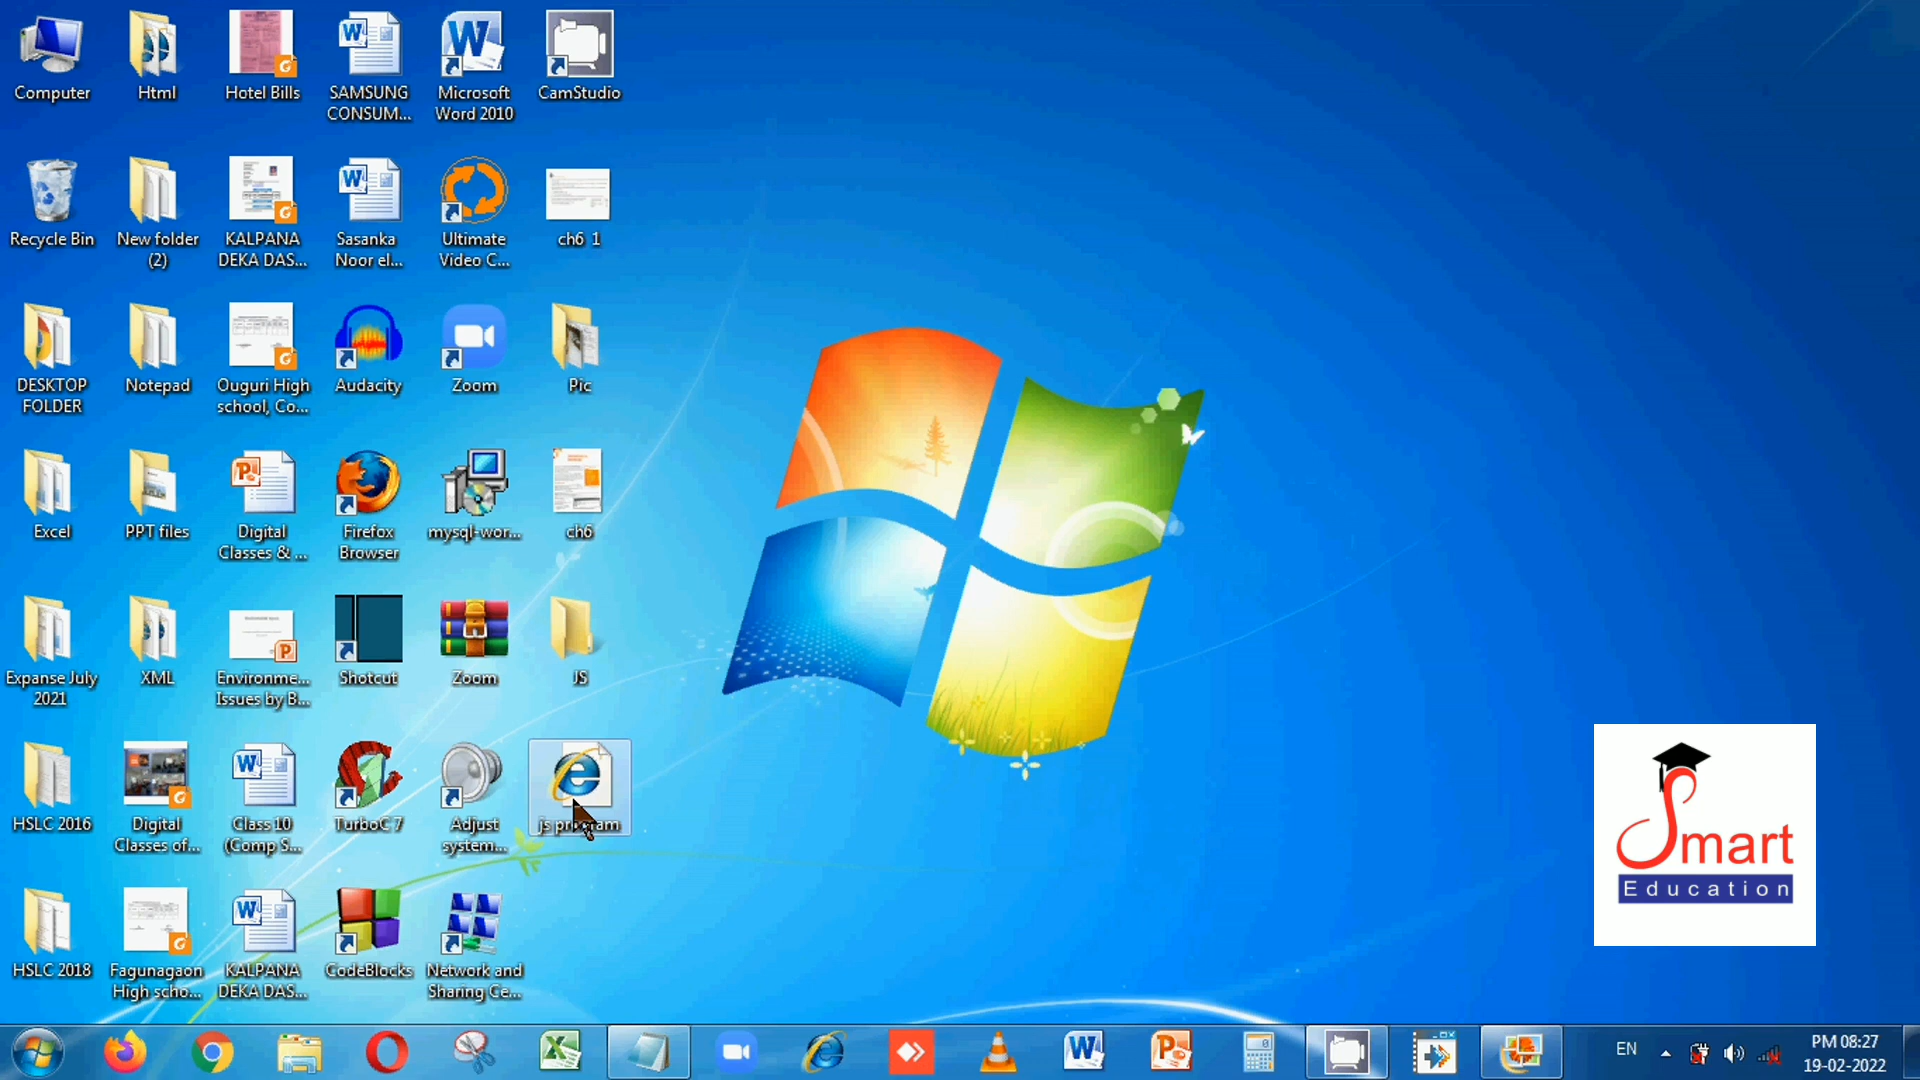 Computer
Html
Hotel Bills
SAMSUNG
CONSUM...
Microsoft
Word 2010
CamStudio
Recycle Bin
New folder
(2)
KALPANA
DEKA DAS...
Sasanka
Noor el...
Ultimate
Video C...
ch6 1
DESKTOP
FOLDER
Notepad
Ouguri High
school, Co...
Audacity
Zoom
Pic
Excel
PPT files
Digital
Classes & ...
Firefox
Browser
mysql-wor...
ch6
Expanse July
2021
XML
Environme...
Issues by B...
Shotcut
Zoom
JS
HSLC 2016
Digital
Classes of...
Class 10
(Comp S...
TurboC 7
Adjust
system...
js program
HSLC 2018
Fagunagaon
High scho...
KALPANA
DEKA DAS...
CodeBlocks
Network and
Sharing Ce...
Smart
Education
EN
PM 08:27
19-02-2022